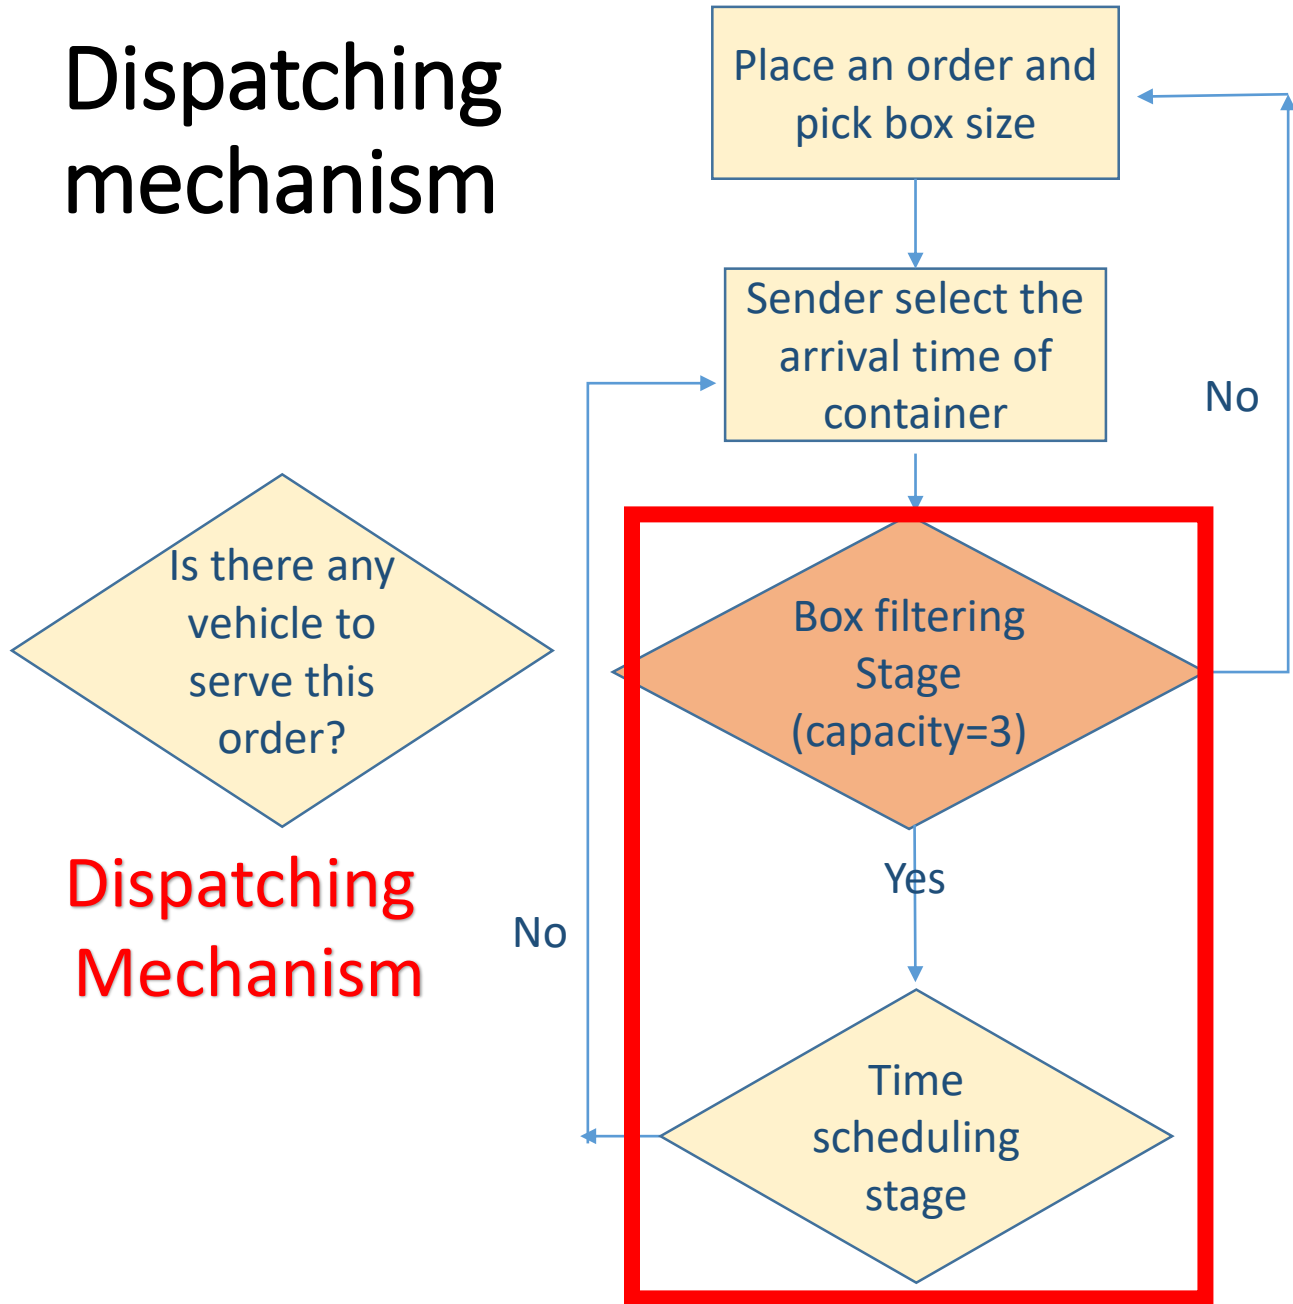 Dispatching
mechanism
Place an order and
pick box size
Sender select the
arrival time of
container
No
Is there any
vehicle to
serve this
order?
Box filtering
Stage
(capacity=3)
Dispatching
Mechanism
Yes
No
Time
scheduling
stage